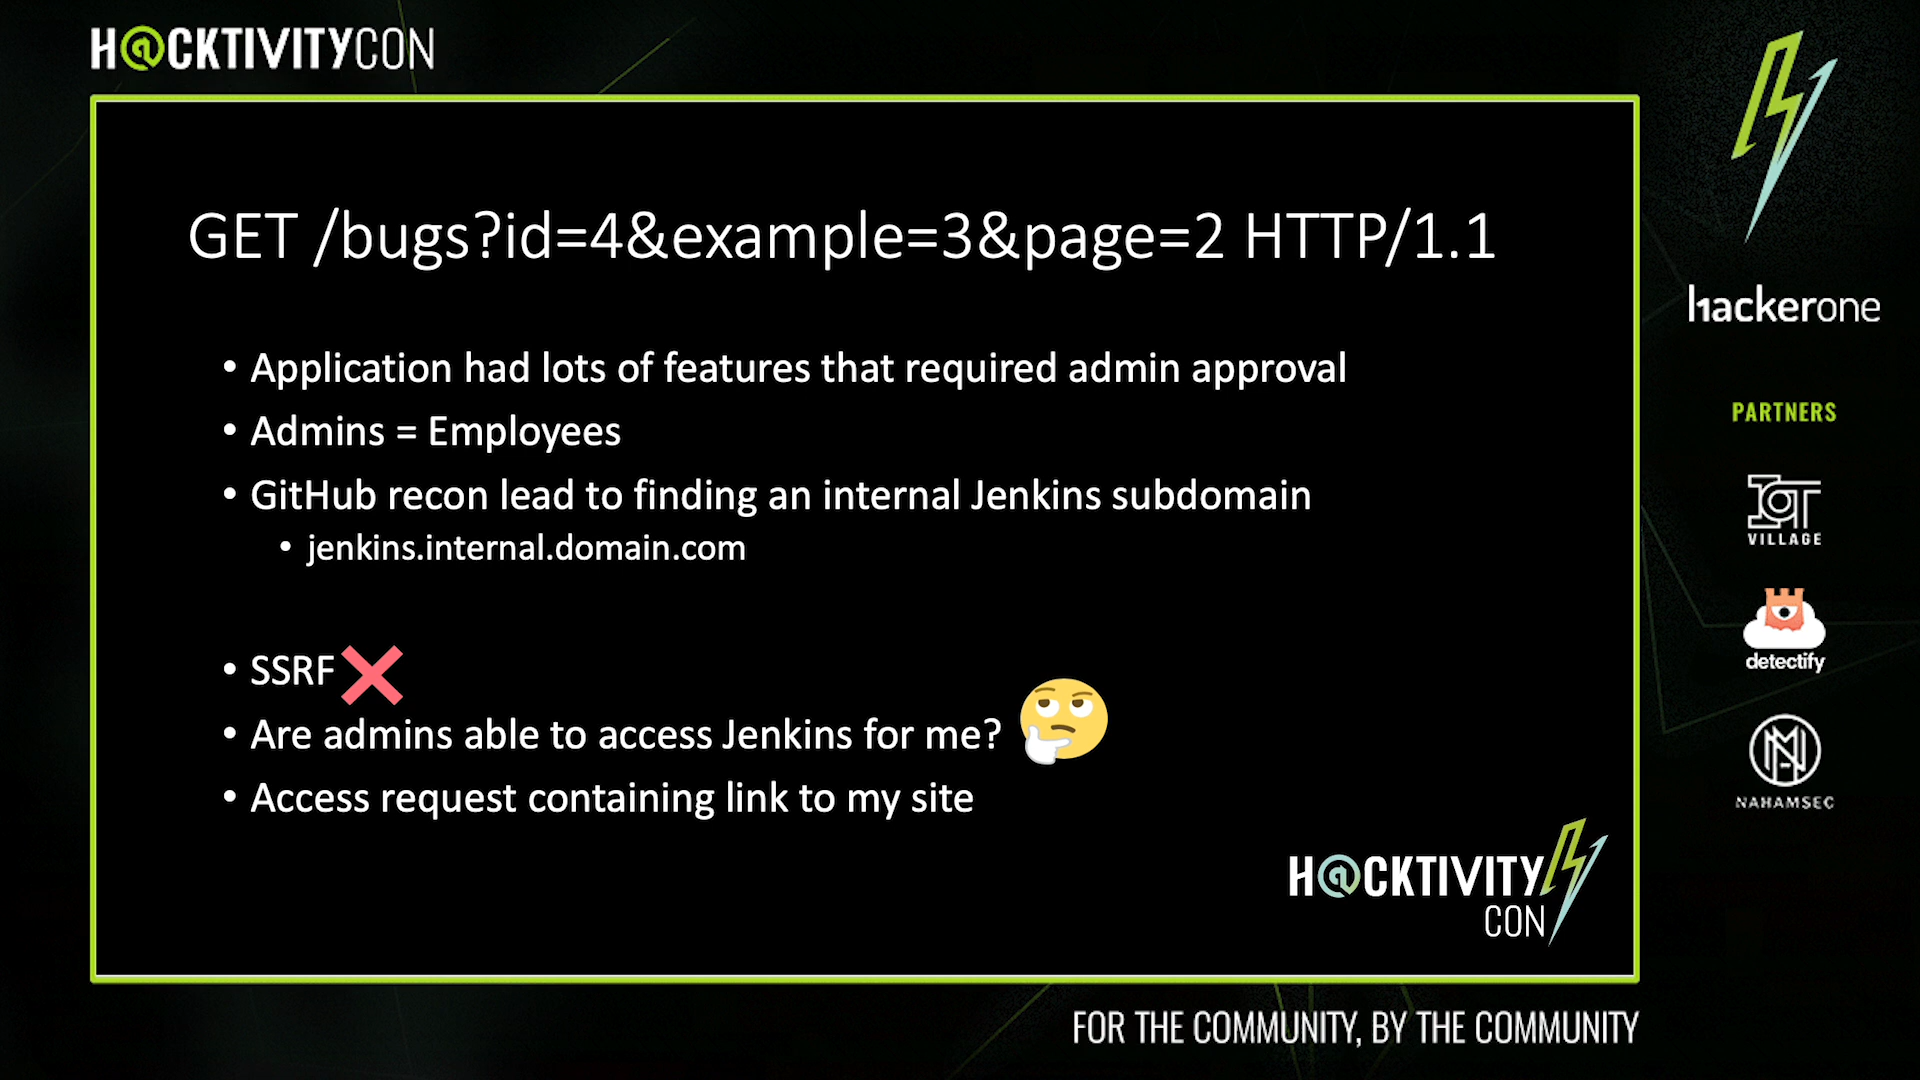 H@CKTIVITYCON
GET /bugs?id=4&example=3&page=2 HTTP/1.1
• Application had lots of features that required admin approval
• Admins = Employees
• GitHub recon lead to finding an internal Jenkins subdomain
• jenkins.internal.domain.com
• SSRF
• Are admins able to access Jenkins for me?
• Access request containing link to my site
H@CKTIVITY
CON
hackerone
PARTNERS
IOT
VILLAGE
detectify
NAHAMSEC
FOR THE COMMUNITY, BY THE COMMUNITY